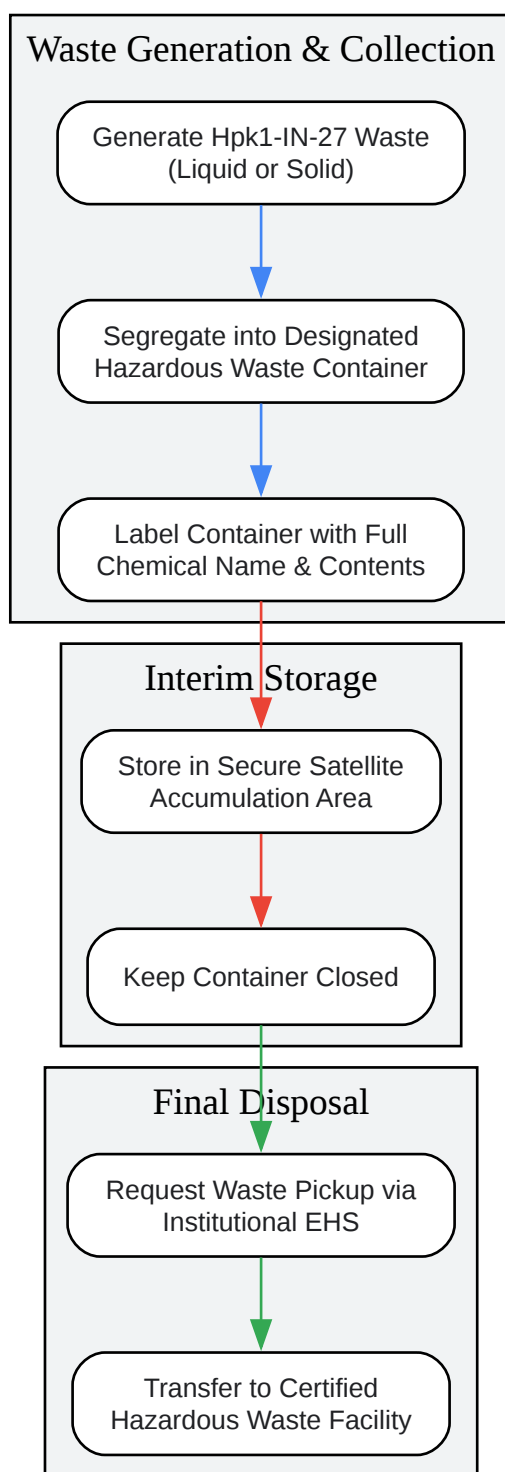 Waste Generation & Collection
Generate Hpk1-IN-27 Waste
(Liquid or Solid)
Segregate into Designated
Hazardous Waste Container
Label Container with Full
Chemical Name & Contents
Interim Storage
Store in Secure Satellite
Accumulation Area
Keep Container Closed
Final Disposal
Request Waste Pickup via
Institutional EHS
Transfer to Certified
Hazardous Waste Facility